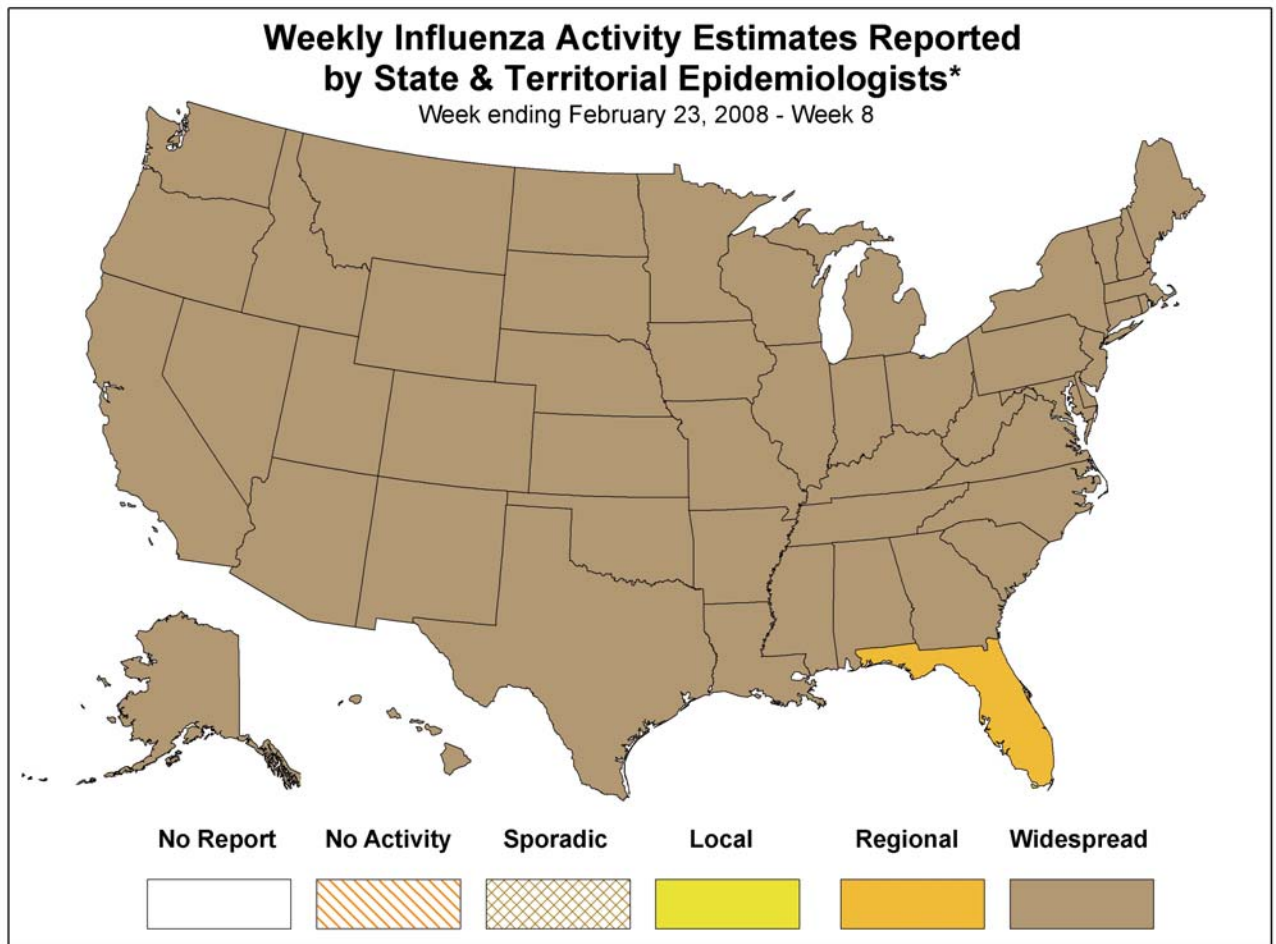 Weekly Influenza Activity Estimates Reported
by State & Territorial Epidemiologists*
Week ending February 23, 2008 - Week 8
No Report No Activity Sporadic Local Regional Widespread